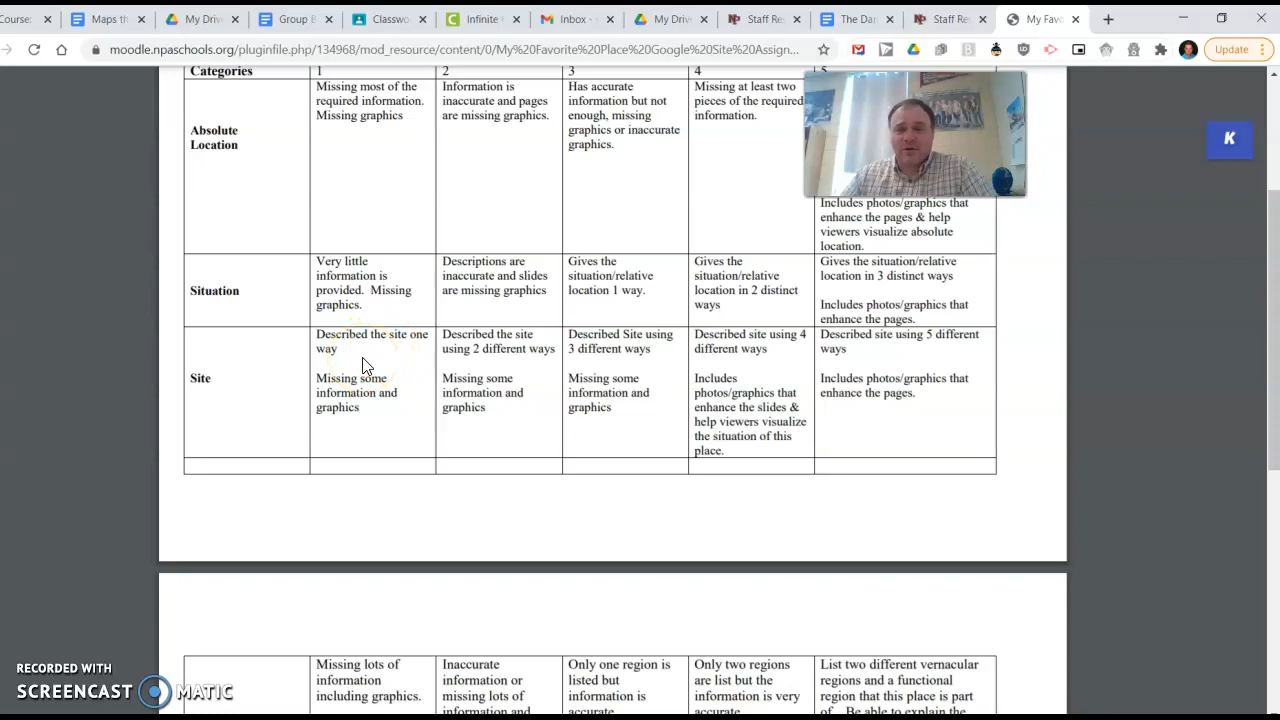 Course:
Maps th
My Driv
Group B
Classwo
Infinite (
Inbox -
My Driv
Staff Re
The Dar
Staff Re
My Favo
moodle.npaschools.org/pluginfile.php/134968/mod_resource/content/0/My%20Favorite%20Place%20Google%20Site%20Assign...
Update
K
Categories 1 2 3 4 5
Absolute
Location
Missing most of the
required information.
Missing graphics
Information is
inaccurate and pages
are missing graphics.
Has accurate
information but not
enough, missing
graphics or inaccurate
graphics.
Missing at least two
pieces of the required
information.
Includes photos/graphics that
enhance the pages & help
viewers visualize absolute
location.
Situation
Very little
information is
provided. Missing
graphics.
Descriptions are
inaccurate and slides
are missing graphics
Gives the
situation/relative
location 1 way.
Gives the
situation/relative
location in 2 distinct
ways
Gives the situation/relative
location in 3 distinct ways
Includes photos/graphics that
enhance the pages.
Site
Described the site one
way
Missing some
information and
graphics
Described the site
using 2 different ways
Missing some
information and
graphics
Described Site using
3 different ways
Missing some
information and
graphics
Described site using 4
different ways
Includes
photos/graphics that
enhance the slides &
help viewers visualize
the situation of this
place.
Described site using 5 different
ways
Includes photos/graphics that
enhance the pages.
Missing lots of
information
including graphics.
Inaccurate
information or
missing lots of
information and
Only one region is
listed but
information is
accurate
Only two regions
are list but the
information is very
accurate
List two different vernacular
regions and a functional
region that this place is part
of. Be able to explain the
RECORDED WITH
SCREENCAST MATIC